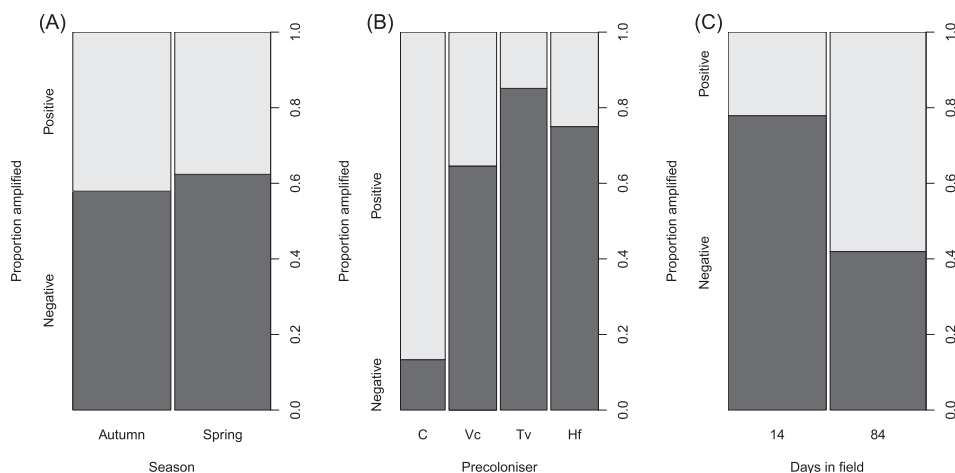 (A)
Proportion amplified
Positive
Negative
0.0 0.2 0.4 0.6 0.8 1.0
Autumn Spring
Season
(B)
Proportion amplified
Positive
Negative
0.0 0.2 0.4 0.6 0.8 1.0
C Vc Tv Hf
Precoloniser
(C)
Proportion amplified
Positive
Negative
0.0 0.2 0.4 0.6 0.8 1.0
14 84
Days in field